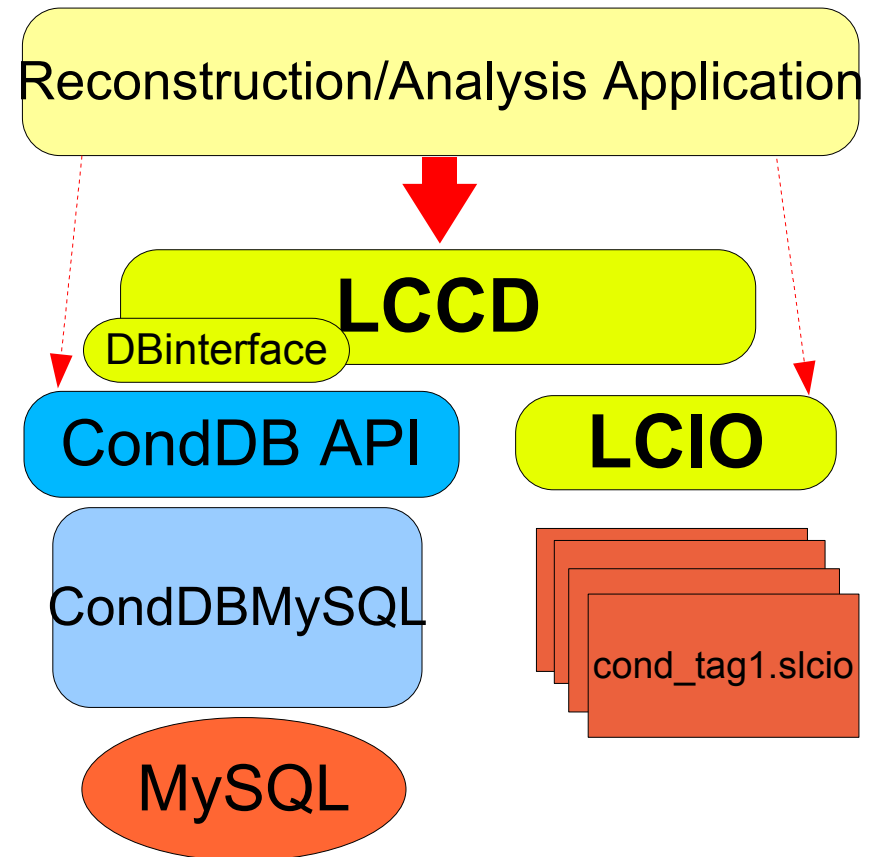 Reconstruction/Analysis Application
LCCD
DBinterface
CondDB API
LCIO
CondDBMySQL
cond_tag1.slcio
MySQL